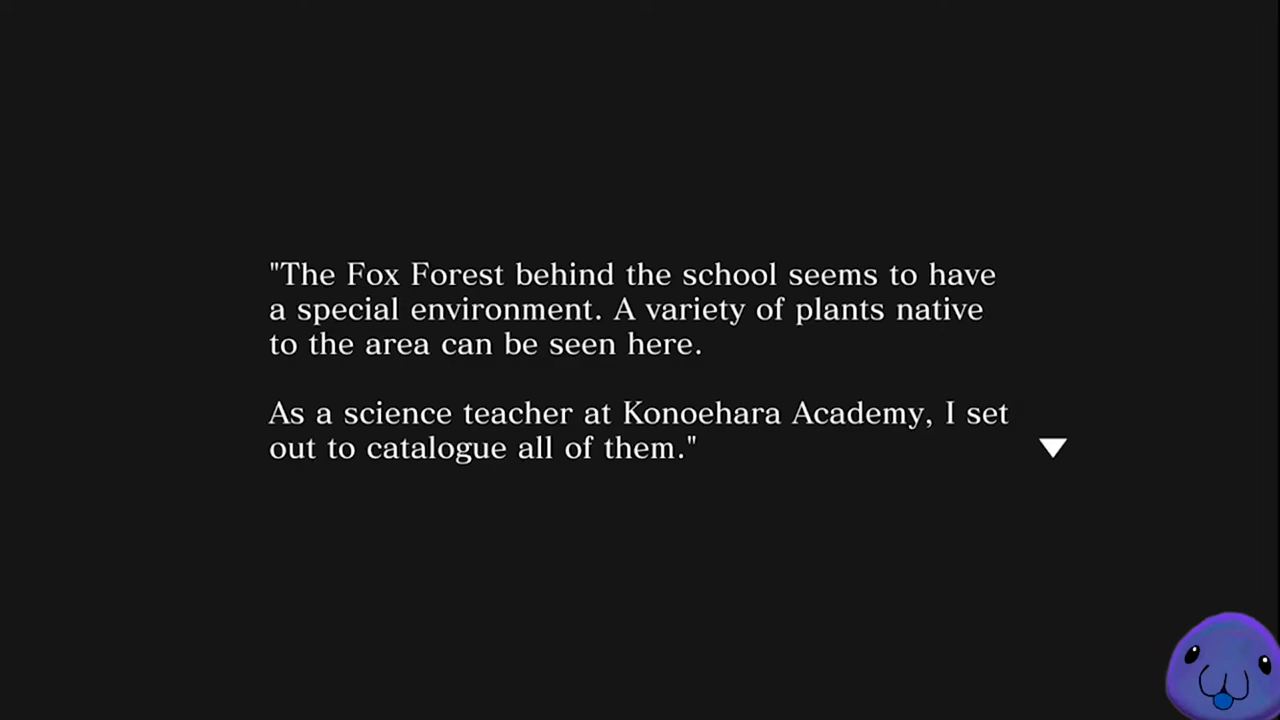 "The Fox Forest behind the school seems to have
a special environment. A variety of plants native
to the area can be seen here.
As a science teacher at Konoehara Academy, I set
out to catalogue all of them."